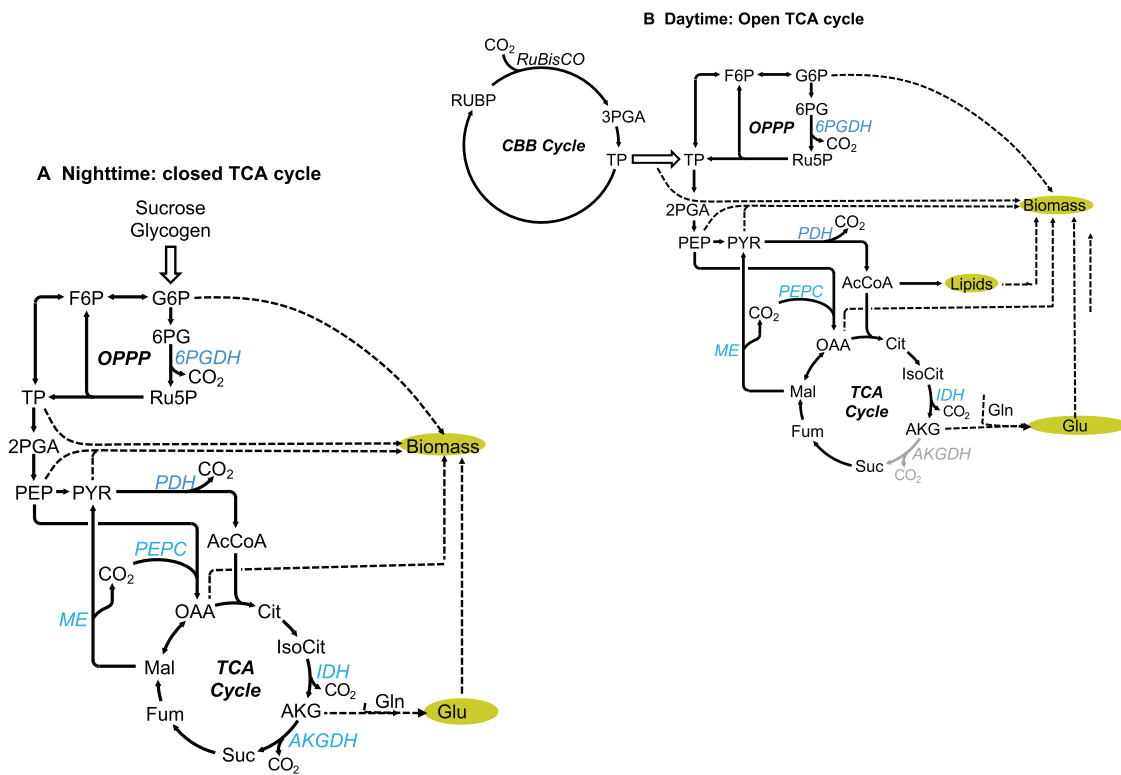 A Nighttime: closed TCA cycle
Sucrose
Glycogen
F6P
G6P
6PG
OPPP
6PGDH
CO2
TP
Ru5P
2PGA
Biomass
PEP
PYR
PDH
CO2
AcCoA
PEPC
CO2
ME
OAA
Cit
IsoCit
Mal
TCA
Cycle
IDH
CO2
Fum
AKG
Gln
Glu
Suc
AKGDH
CO2
B Daytime: Open TCA cycle
CO2
RuBisCO
RUBP
3PGA
CBB Cycle
TP
F6P
G6P
6PG
OPPP
6PGDH
CO2
TP
Ru5P
2PGA
Biomass
PEP
PYR
PDH
CO2
AcCoA
Lipids
PEPC
CO2
ME
OAA
Cit
IsoCit
Mal
TCA
Cycle
IDH
CO2
Gln
Fum
AKG
Glu
Suc
AKGDH
CO2